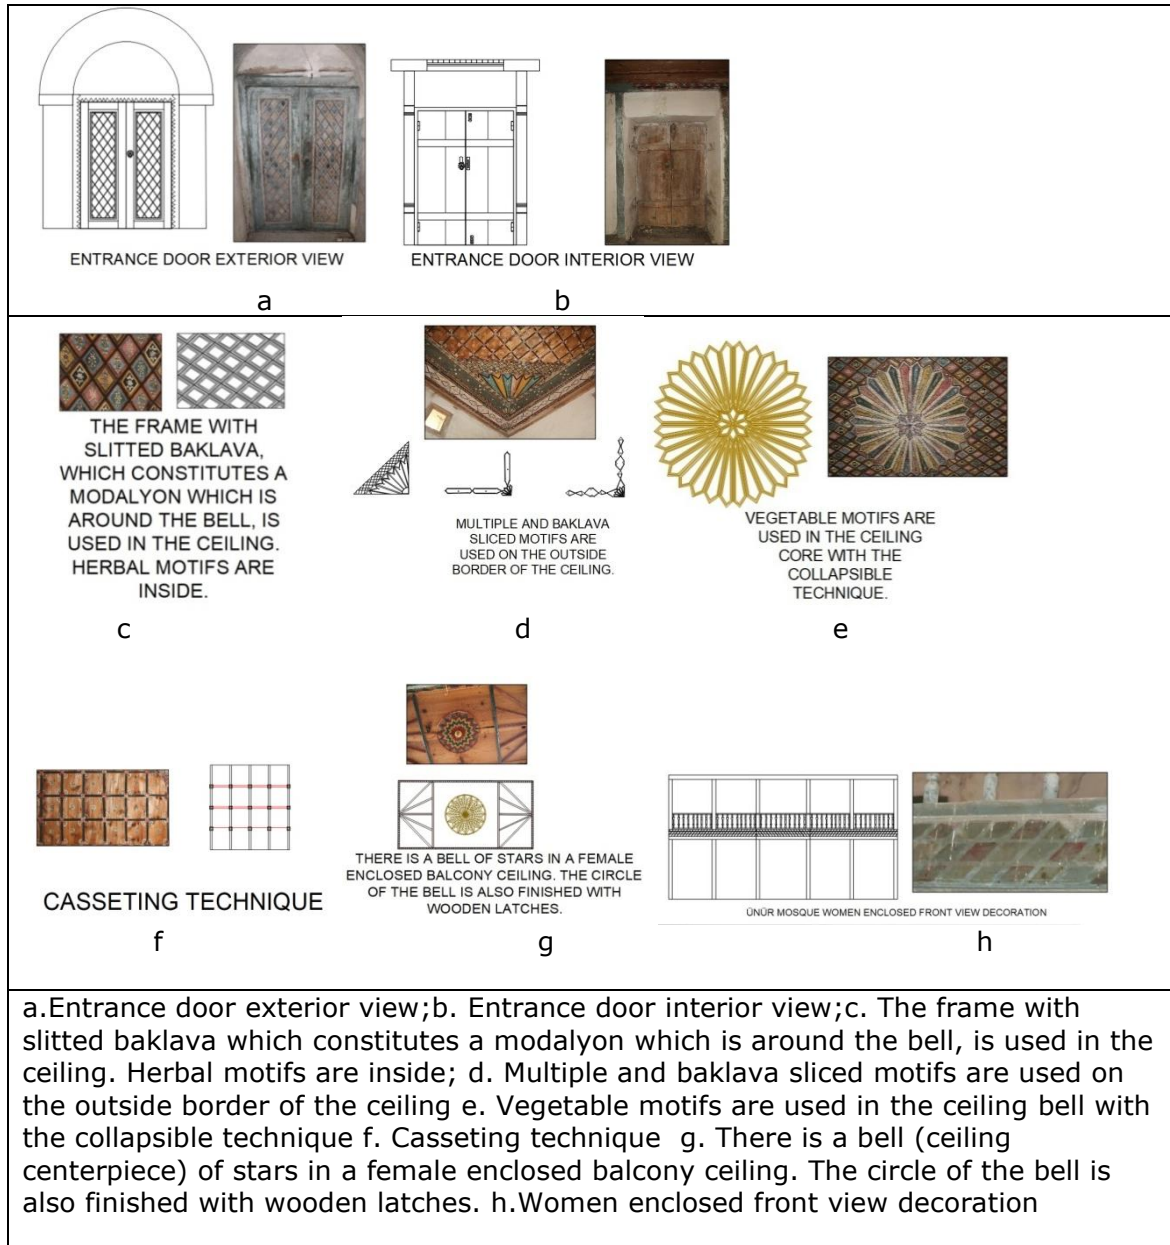 ENTRANCE DOOR EXTERIOR VIEW
a
ENTRANCE DOOR INTERIOR VIEW
b
THE FRAME WITH
SLITTED BAKLAVA,
WHICH CONSTITUTES A
MODALYON WHICH IS
AROUND THE BELL, IS
USED IN THE CEILING.
HERBAL MOTIFS ARE
INSIDE.
c
MULTIPLE AND BAKLAVA
SLICED MOTIFS ARE
USED ON THE OUTSIDE
BORDER OF THE CEILING.
d
VEGETABLE MOTIFS ARE
USED IN THE CEILING
CORE WITH THE
COLLAPSIBLE
TECHNIQUE.
e
CASSETING TECHNIQUE
f
THERE IS A BELL OF STARS IN A FEMALE
ENCLOSED BALCONY CEILING. THE CIRCLE
OF THE BELL IS ALSO FINISHED WITH
WOODEN LATCHES.
g
ÜNÜR MOSQUE WOMEN ENCLOSED FRONT VIEW DECORATION
h
a.Entrance door exterior view;b. Entrance door interior view;c. The frame with
slitted baklava which constitutes a modalyon which is around the bell, is used in the
ceiling. Herbal motifs are inside; d. Multiple and baklava sliced motifs are used on
the outside border of the ceiling e. Vegetable motifs are used in the ceiling bell with
the collapsible technique f. Casseting technique  g. There is a bell (ceiling
centerpiece) of stars in a female enclosed balcony ceiling. The circle of the bell is
also finished with wooden latches. h.Women enclosed front view decoration